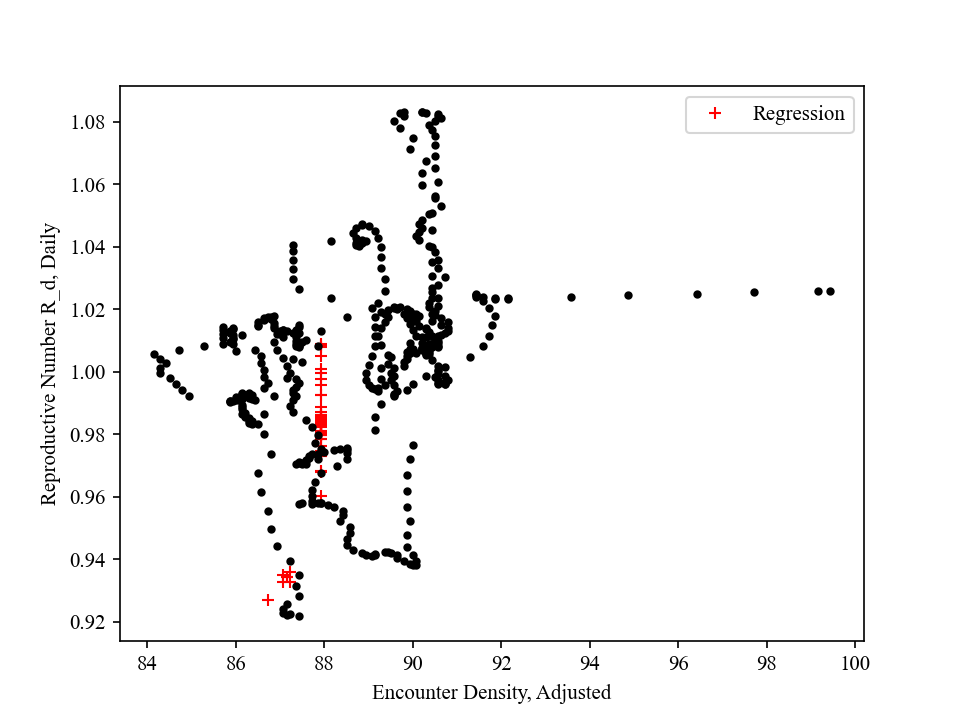 Regression
1.08
1.06
1.04
1.02
1.00
0.98
0.96
0.94
0.92
Reproductive Number R_d, Daily
84 86 88 90 92 94 96 98 100
Encounter Density, Adjusted